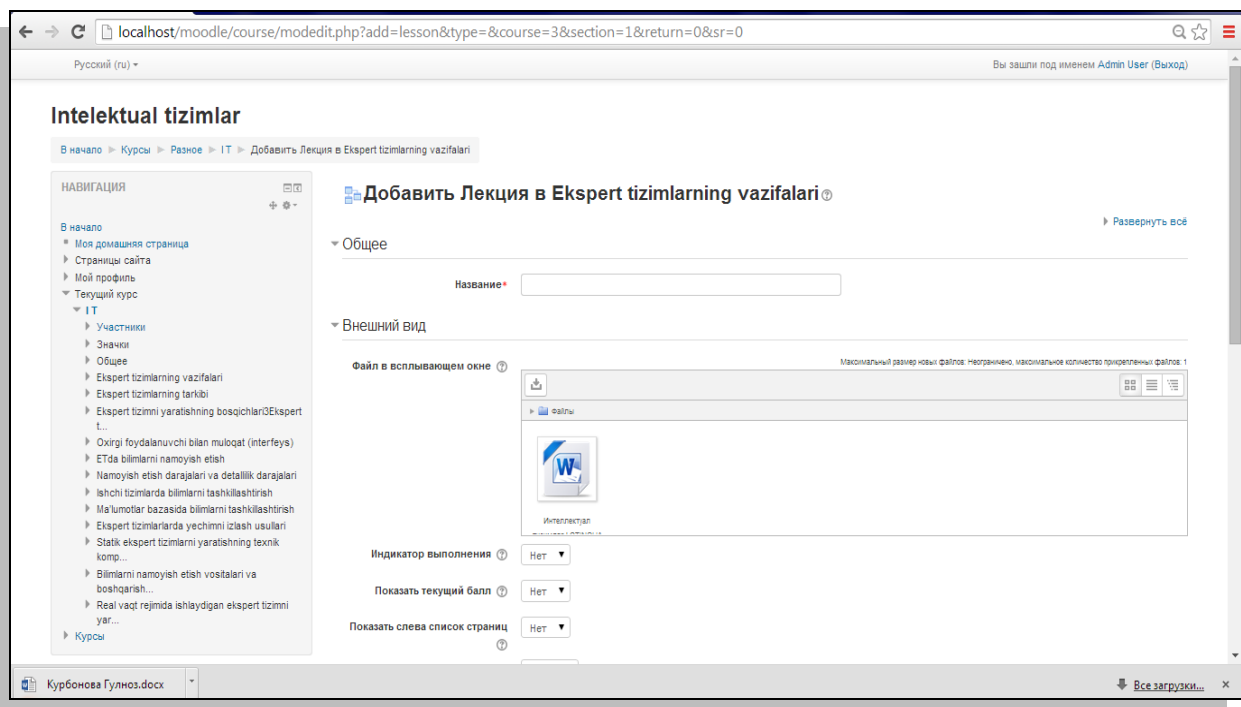 localhost/moodle/course/modedit.php?add=lesson&type=&course=3&section=1&return=0&sr=0
Русский (ru)
Вы зашли под именем Admin User (Выход)
Intelektual tizimlar
В начало ▶ Курсы ▶ Разное ▶ IT ▶ Добавить Лекция в Ekspert tizimlarning vazifalari
НАВИГАЦИЯ
В начало
Моя домашняя страница
Страницы сайта
Мой профиль
Текущий курс
IT
Участники
Значки
Общее
Ekspert tizimlarning vazifalari
Ekspert tizimlarning tarkibi
Ekspert tizimni yaratishning bosqichlari3Ekspert
t...
Oxirgi foydalanuvchi bilan muloqat (interfeys)
ETda bilimlarni namoyish etish
Namoyish etish darajalari va detallilik darajalari
Ishchi tizimlarda bilimlarni tashkillashtirish
Ma'lumotlar bazasida bilimlarni tashkillashtirish
Ekspert tizimlarlarda yechimni izlash usullari
Statik ekspert tizimlarni yaratishning texnik
komp...
Bilimlarni namoyish etish vositalari va
boshqarish...
Real vaqt rejimida ishlaydigan ekspert tizimni
yar...
Курсы
Добавить Лекция в Ekspert tizimlarning vazifalari
Развернуть всё
Общее
Название*
Внешний вид
Файл в всплывающем окне
Максимальный размер новых файлов: Неограничено, максимальное количество прикрепленных файлов: 1
Файлы
Интеллектуал
Индикатор выполнения Нет
Показать текущий балл Нет
Показать слева список страниц Нет
Курбонова Гулноз.docx
Все загрузки...